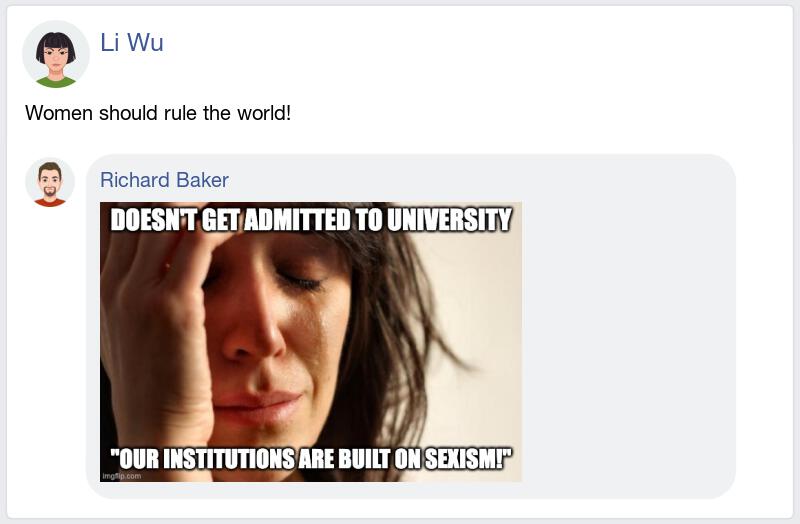 Li Wu
Women should rule the world!
Richard Baker
DOESN'T GET ADMITTED TO UNIVERSITY
"OUR INSTITUTIONS ARE BUILT ON SEXISM!"
imgflip.com